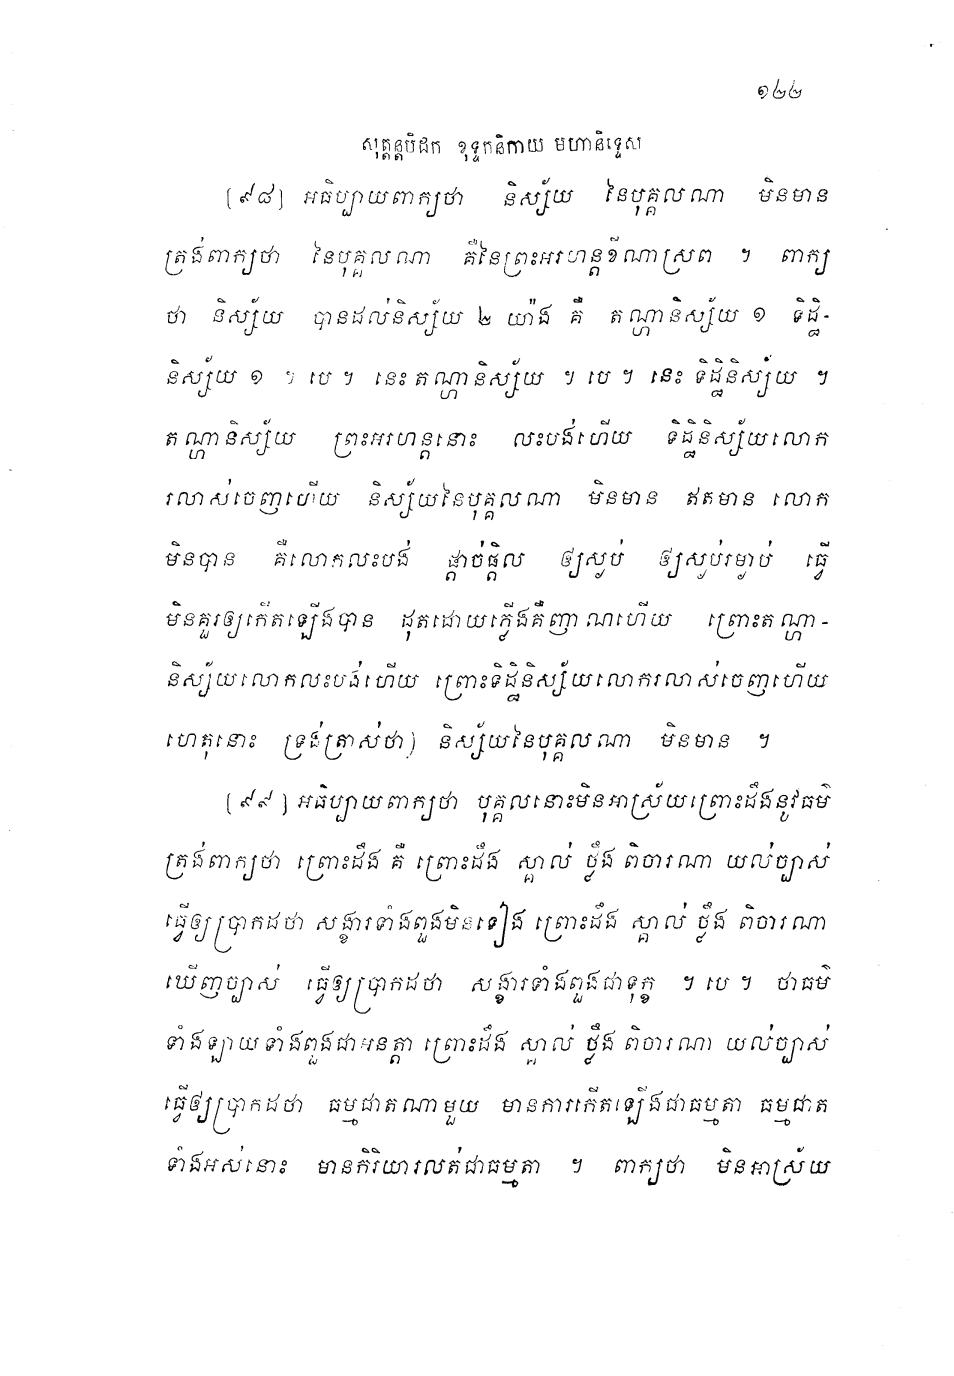 ១២២
សុត្តន្តបិដក ខុទ្ទកនិកាយ មហានិទ្ទេស
[៩៨] អធិប្បាយពាក្យថា និស្ស័យ នៃបុគ្គលណា មិនមាន
ត្រង់ពាក្យថា នៃបុគ្គលណា គឺនៃព្រះអរហន្តខីណាស្រព ។ ពាក្យ
ថា និស្ស័យ បានដល់និស្ស័យ ២ យ៉ាង គឺ តណ្ហានិស្ស័យ ១ ទិដ្ឋិ-
និស្ស័យ ១ ។ បេ ។ នេះតណ្ហានិស្ស័យ ។ បេ ។ នេះ ទិដ្ឋិនិស្ស័យ ។
តណ្ហានិស្ស័យ ព្រះអរហន្តនោះ លះបង់ហើយ ទិដ្ឋិនិស្ស័យលោក
រលាស់ចេញហើយ និស្ស័យនៃបុគ្គលណា មិនមាន ឥតមាន លោក
មិនបាន គឺលោកលះបង់ ផ្តាច់ផ្តិល ឲ្យស្ងប់ ឲ្យស្ងប់រម្ងាប់ ធ្វើ
មិនគួរឲ្យកើតឡើងបាន ដុតដោយភ្លើងគឺញាណហើយ ព្រោះតណ្ហា-
និស្ស័យលោកលះបង់ហើយ ព្រោះទិដ្ឋិនិស្ស័យលោករលាស់ចេញហើយ
ហេតុនោះ ទ្រង់ត្រាស់ថា) និស្ស័យនៃបុគ្គលណា មិនមាន ។
[៩៩] អធិប្បាយពាក្យថា បុគ្គលនោះមិនអាស្រ័យព្រោះដឹងនូវធម៌
ត្រង់ពាក្យថា ព្រោះដឹង គឺ ព្រោះដឹង ស្គាល់ ថ្លឹង ពិចារណា យល់ច្បាស់
ធ្វើឲ្យប្រាកដថា សង្ខារទាំងពួងមិនទៀង ព្រោះដឹង ស្គាល់ ថ្លឹង ពិចារណា
ឃើញច្បាស់ ធ្វើឲ្យប្រាកដថា សង្ខារទាំងពួងជាទុក្ខ ។ បេ ។ ថាធម៌
ទាំងឡាយទាំងពួងជាអនត្តា ព្រោះដឹង ស្គាល់ ថ្លឹង ពិចារណា យល់ច្បាស់
ធ្វើឲ្យប្រាកដថា ធម្មជាតណាមួយ មានការកើតឡើងជាធម្មតា ធម្មជាត
ទាំងអស់នោះ មានកិរិយារលត់ជាធម្មតា ។ ពាក្យថា មិនអាស្រ័យ